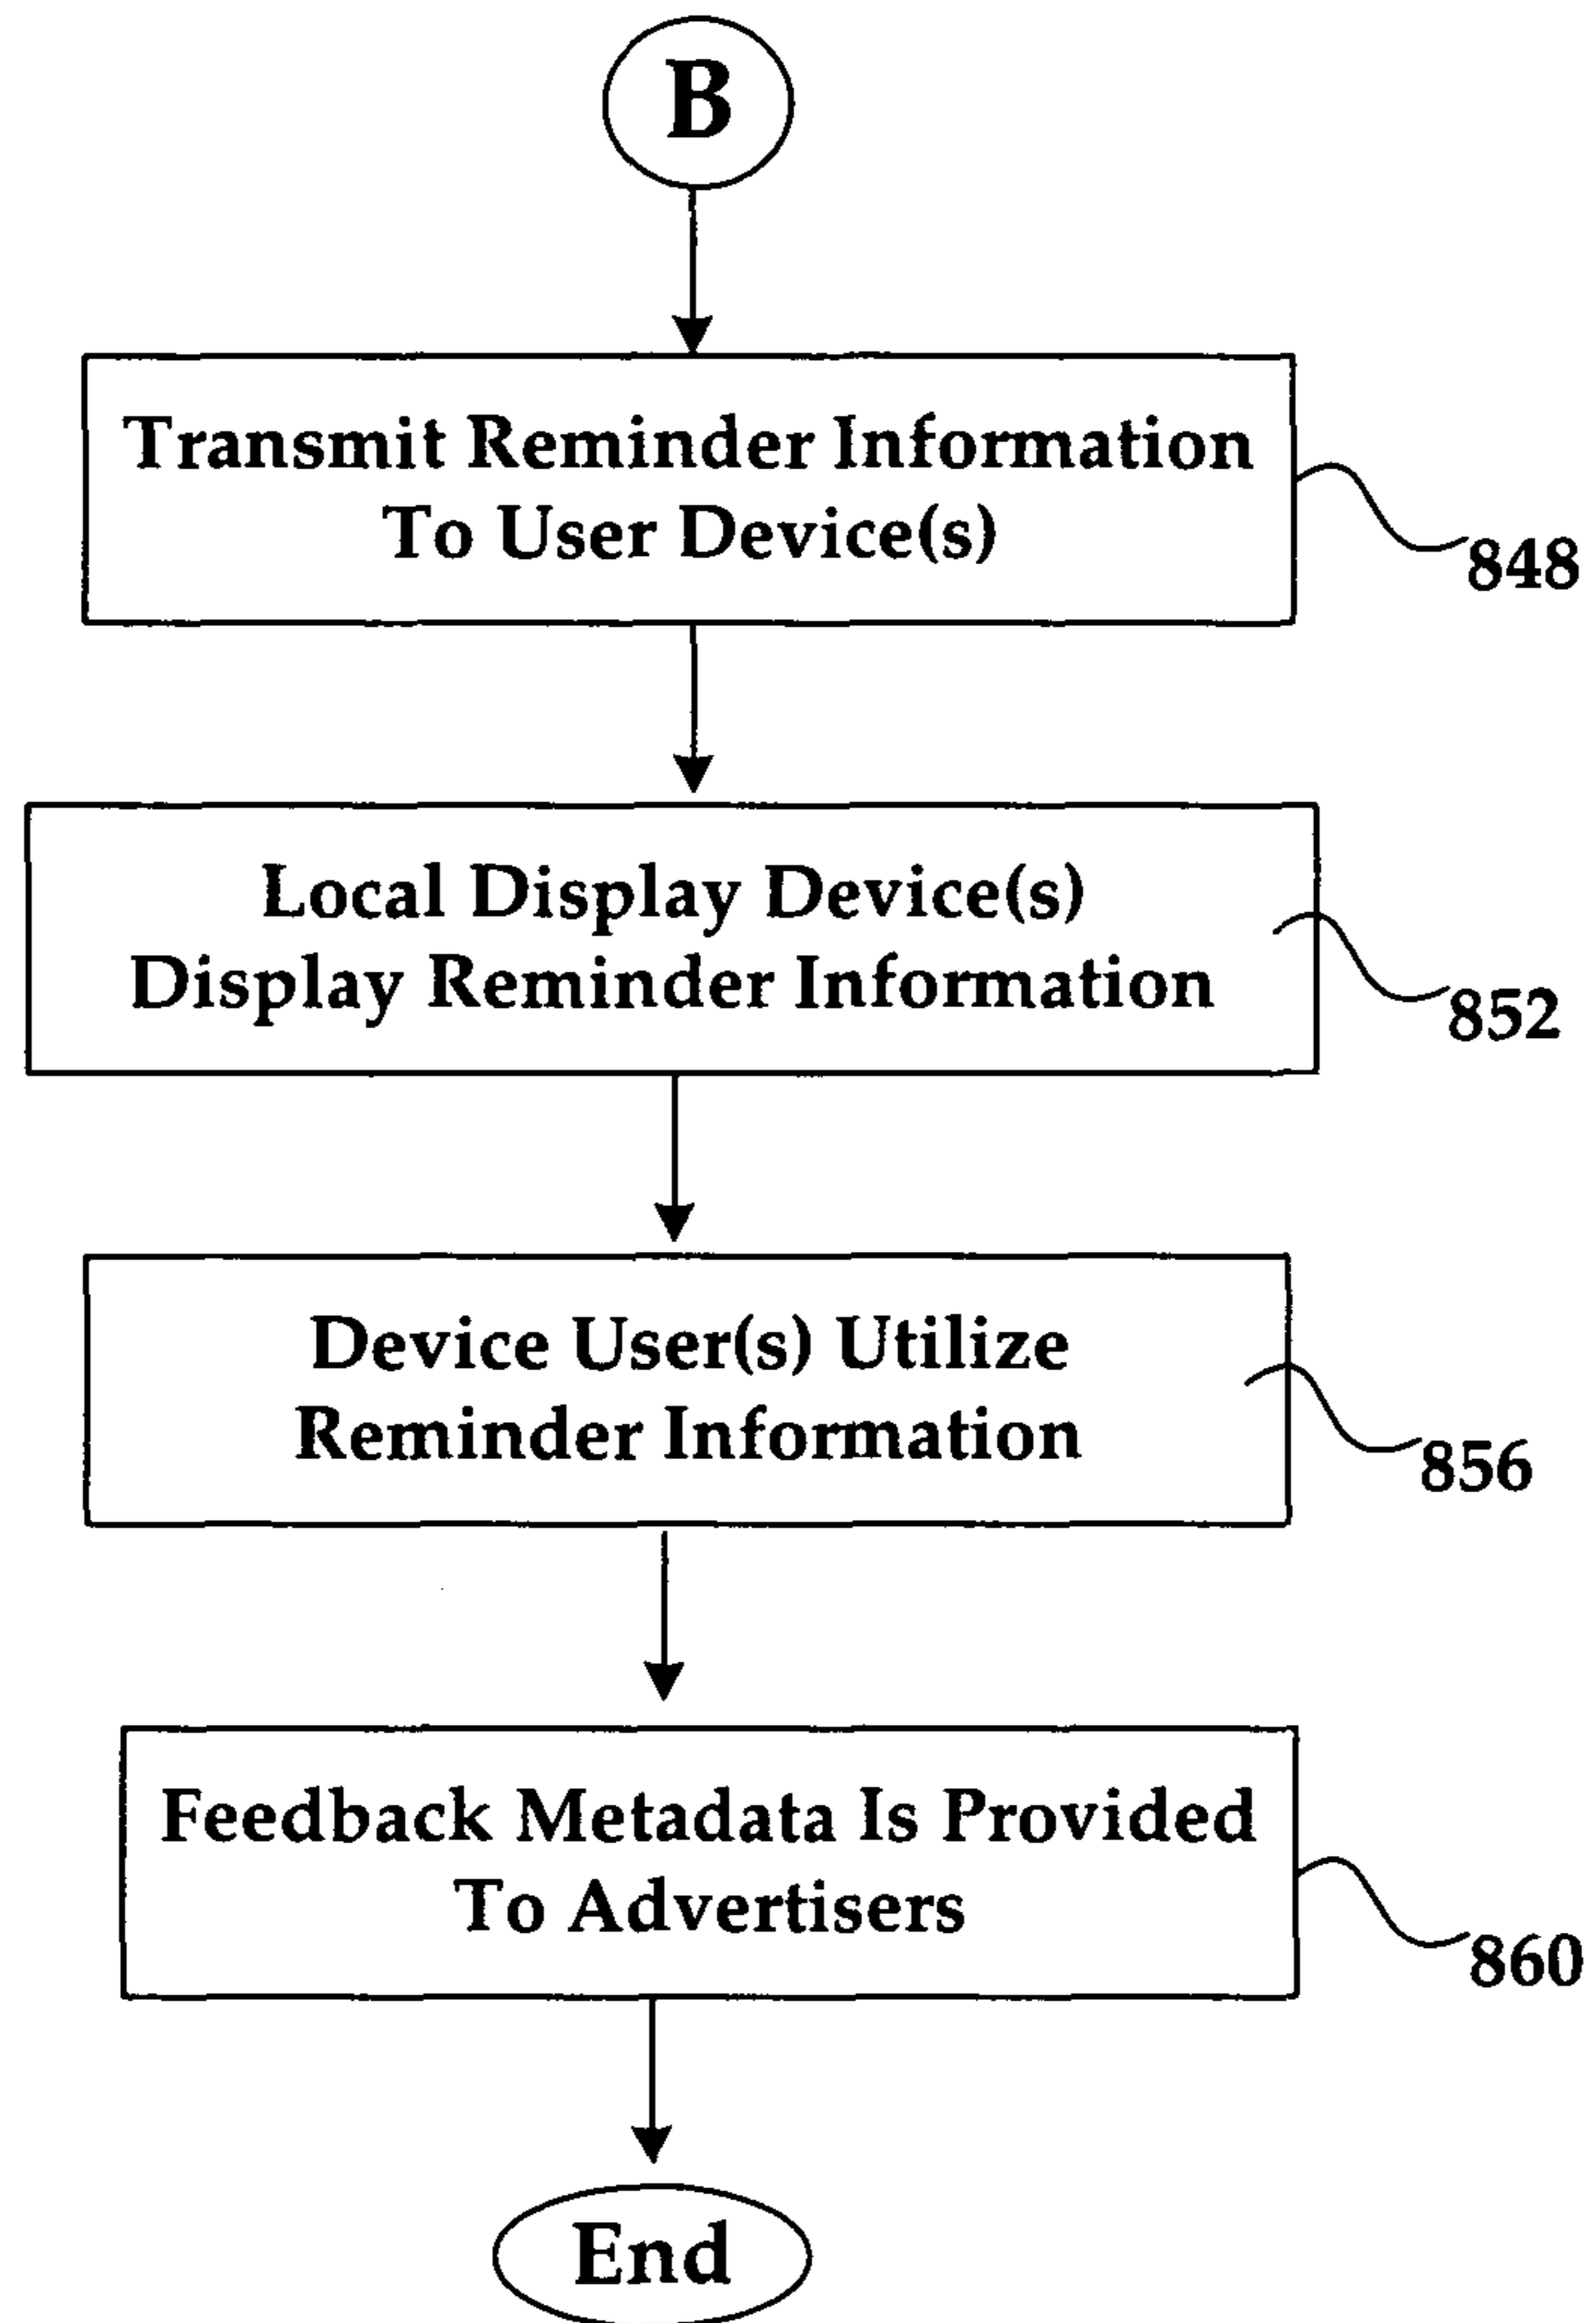 B
Transmit Reminder Information
To User Device(s)
848
Local Display Device(s)
Display Reminder Information
852
Device User(s) Utilize
Reminder Information
856
Feedback Metadata Is Provided
To Advertisers
860
End